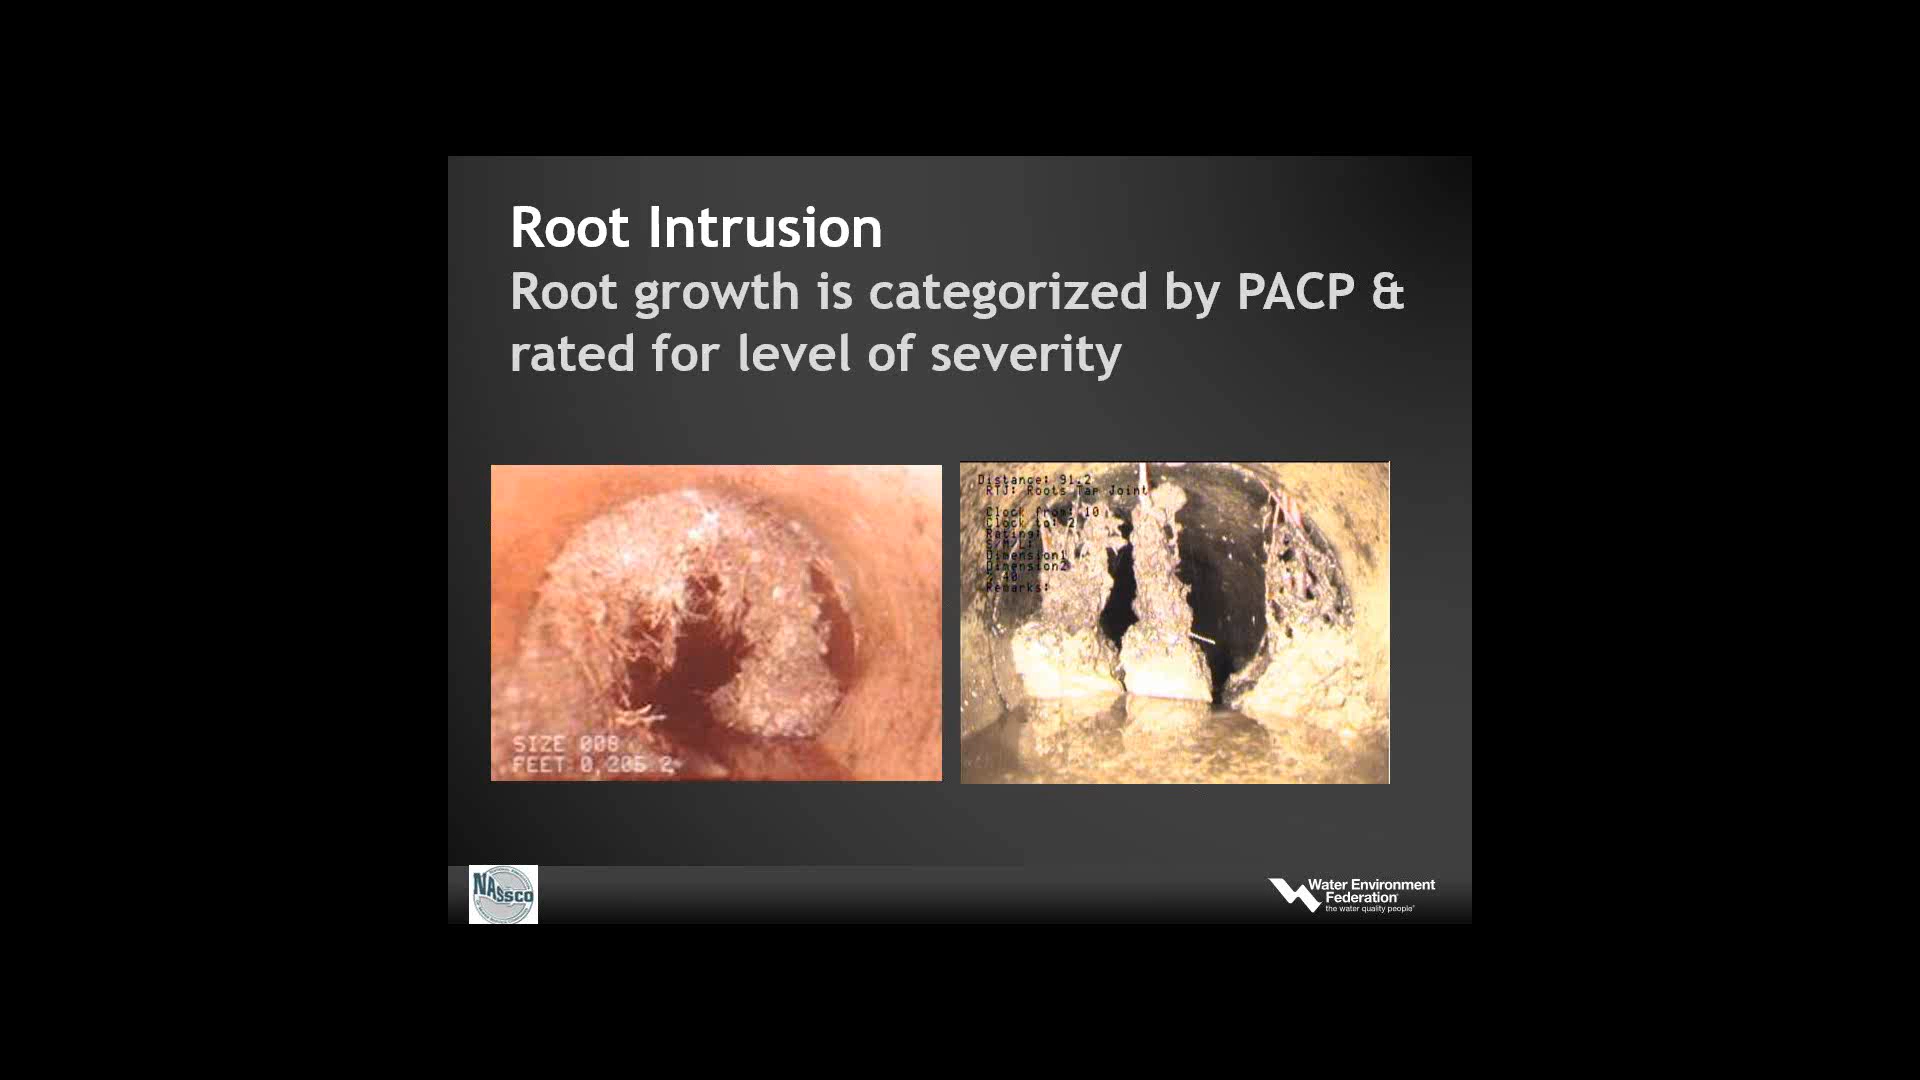 Root Intrusion
Root growth is categorized by PACP &
rated for level of severity
Distance: 91.2
RTJ: Roots Tap Joint
Clock from: 10
Clock to: 2
Rating:
S/M/L:
Dimension1
Dimension2
%: 40
Remarks:
SIZE 008
FEET 0,205.2
NASSCO
Water Environment
Federation
the water quality people